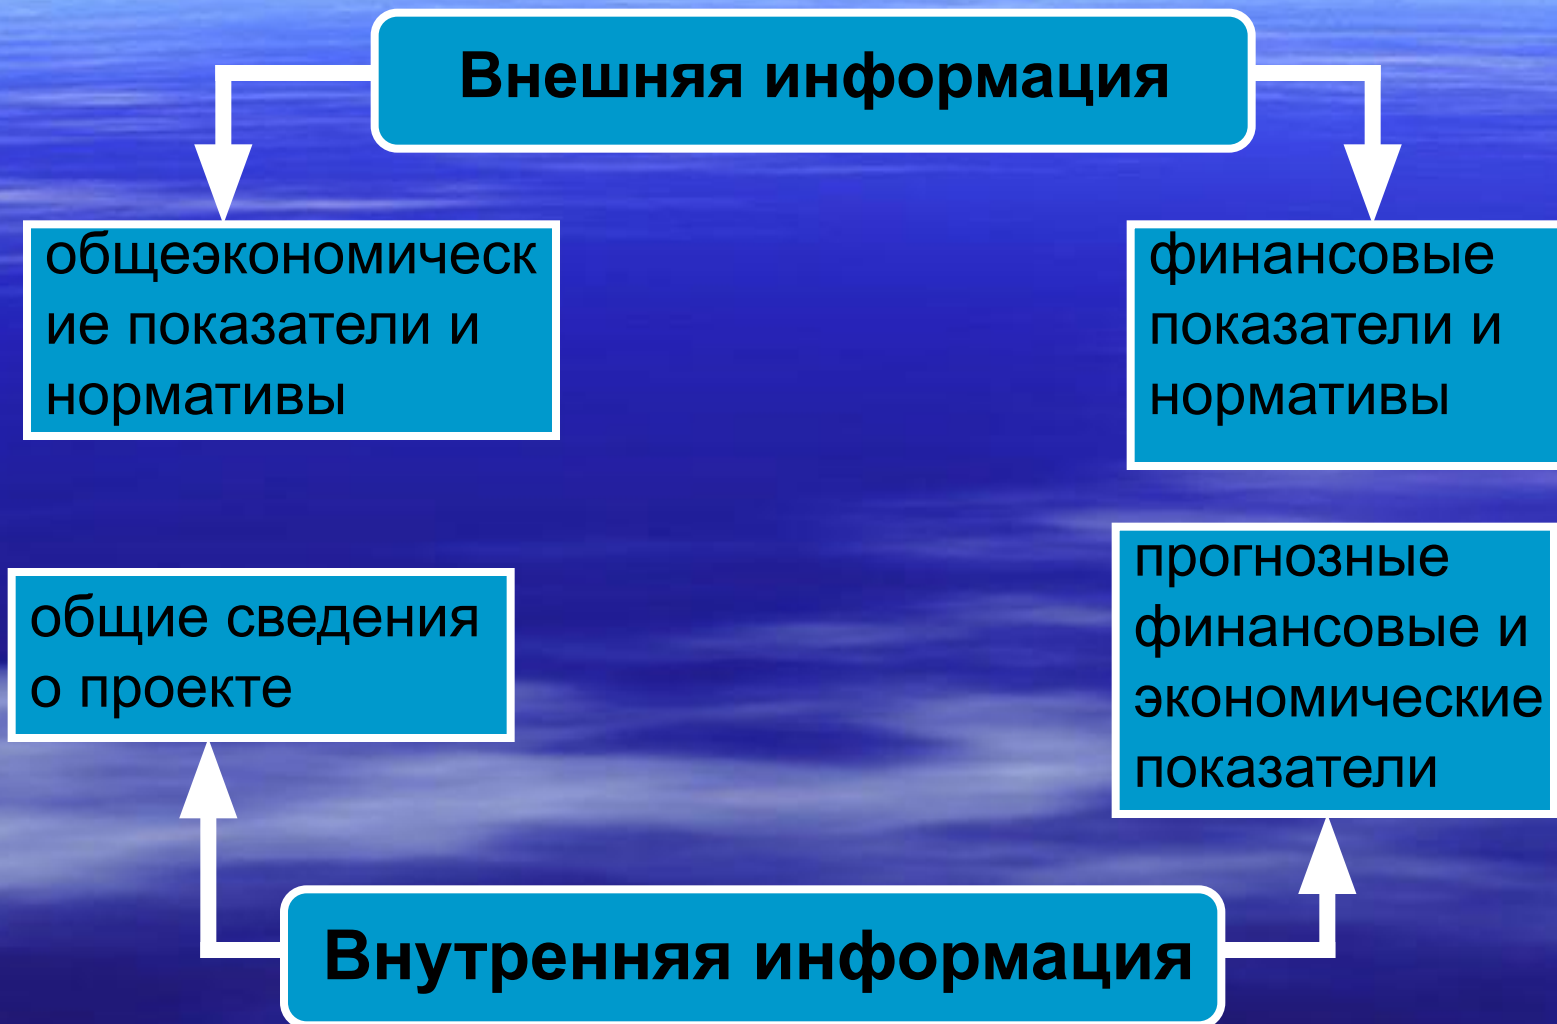 Внешняя информация
общеэкономическ
ие показатели и
нормативы
финансовые
показатели и
нормативы
общие сведения
о проекте
прогнозные
финансовые и
экономические
показатели
Внутренняя информация